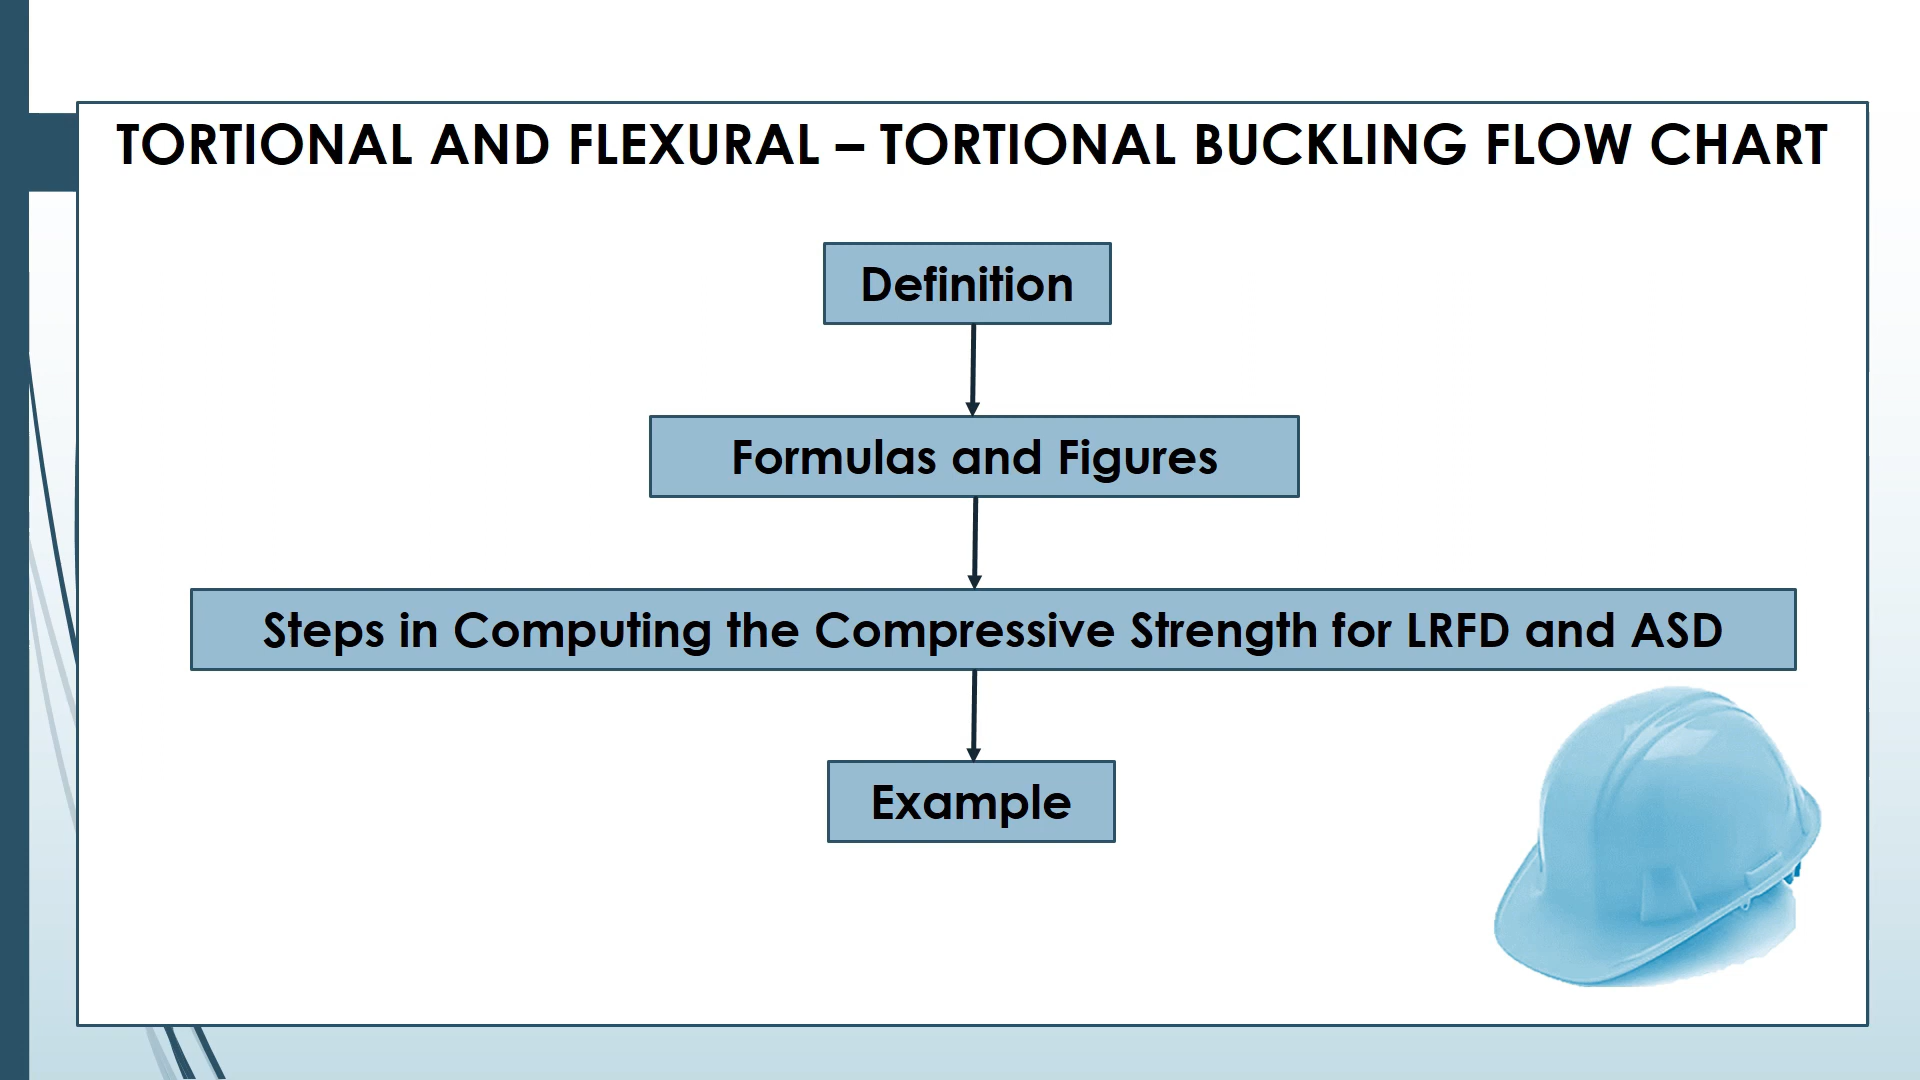 TORTIONAL AND FLEXURAL – TORTIONAL BUCKLING FLOW CHART
Definition
Formulas and Figures
Steps in Computing the Compressive Strength for LRFD and ASD
Example